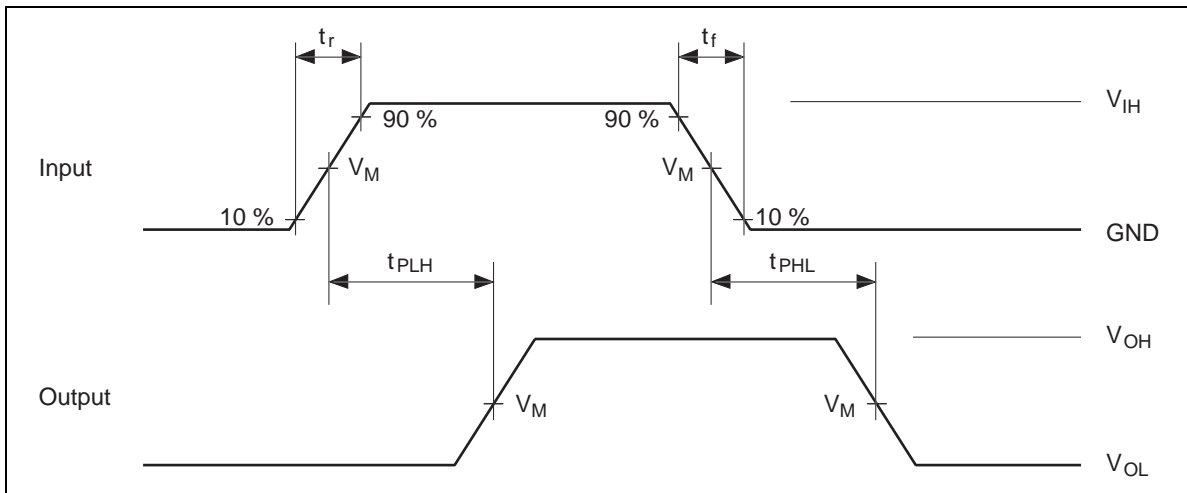 tr tf
VIH
90 % 90 %
Input VM VM
10 % 10 %
GND
tPLH tPHL
VOH
Output VM VM
VOL